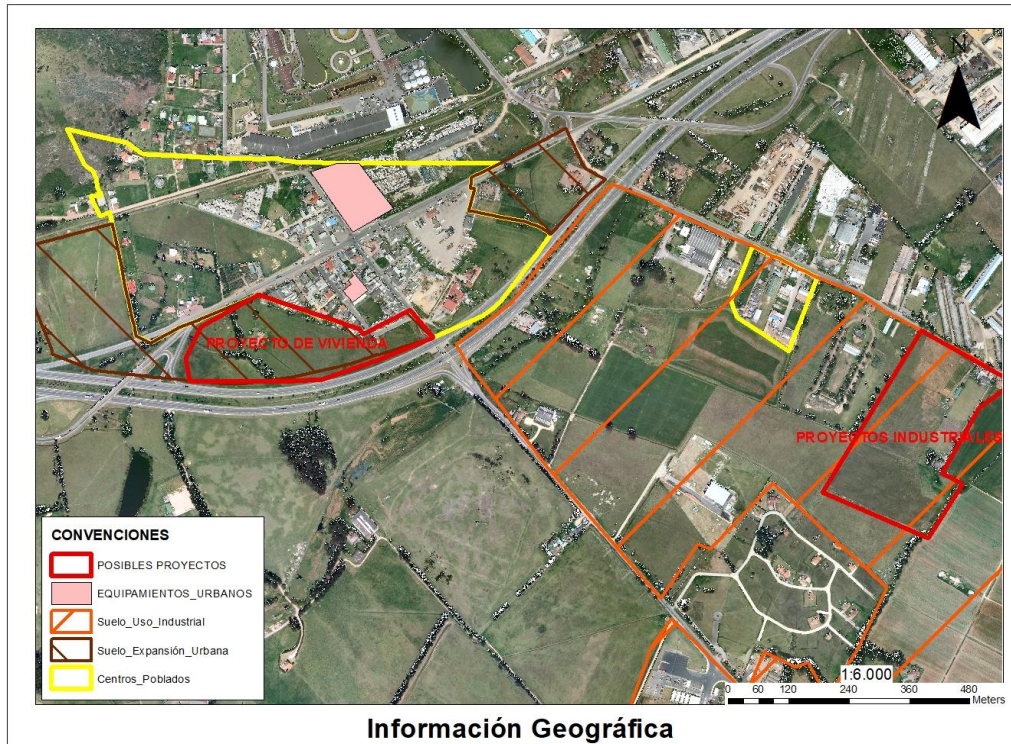 N
PROYECTO DE VIVIENDA
PROYECTOS INDUSTRIALES
CONVENCIONES
POSIBLES PROYECTOS
EQUIPAMIENTOS_URBANOS
Suelo_Uso_Industrial
Suelo_Expansión_Urbana
Centros_Poblados
1:6.000
0 60 120 240 360 480
Meters
Información Geográfica